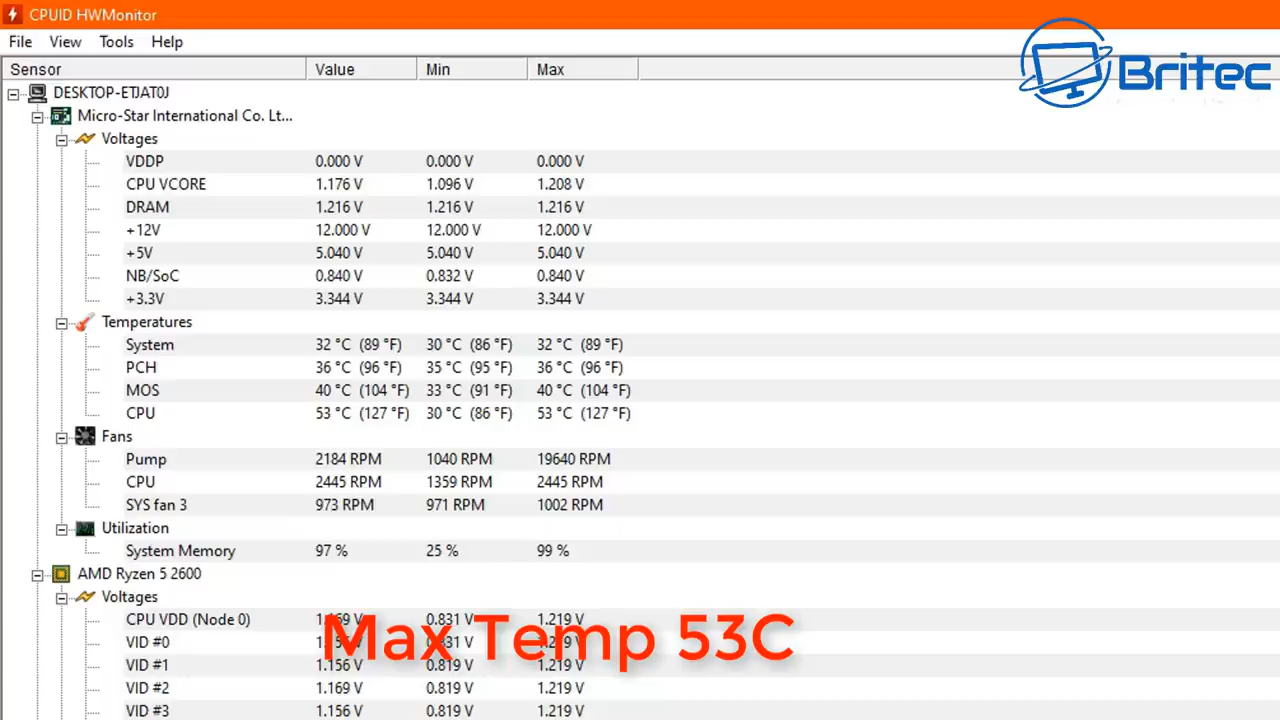 CPUID HWMonitor
File View Tools Help
Britec
Sensor Value Min Max
DESKTOP-ETJAT0J
Micro-Star International Co. Lt...
Voltages
VDDP 0.000 V 0.000 V 0.000 V
CPU VCORE 1.176 V 1.096 V 1.208 V
DRAM 1.216 V 1.216 V 1.216 V
+12V 12.000 V 12.000 V 12.000 V
+5V 5.040 V 5.040 V 5.040 V
NB/SoC 0.840 V 0.832 V 0.840 V
+3.3V 3.344 V 3.344 V 3.344 V
Temperatures
System 32 °C (89 °F) 30 °C (86 °F) 32 °C (89 °F)
PCH 36 °C (96 °F) 35 °C (95 °F) 36 °C (96 °F)
MOS 40 °C (104 °F) 33 °C (91 °F) 40 °C (104 °F)
CPU 53 °C (127 °F) 30 °C (86 °F) 53 °C (127 °F)
Fans
Pump 2184 RPM 1040 RPM 19640 RPM
CPU 2445 RPM 1359 RPM 2445 RPM
SYS fan 3 973 RPM 971 RPM 1002 RPM
Utilization
System Memory 97 % 25 % 99 %
AMD Ryzen 5 2600
Voltages
CPU VDD (Node 0) 1.169 V 0.831 V 1.219 V
VID #0
Max Temp 53C
VID #1 1.156 V 0.819 V 1.219 V
VID #2 1.169 V 0.819 V 1.219 V
VID #3 1.156 V 0.819 V 1.219 V